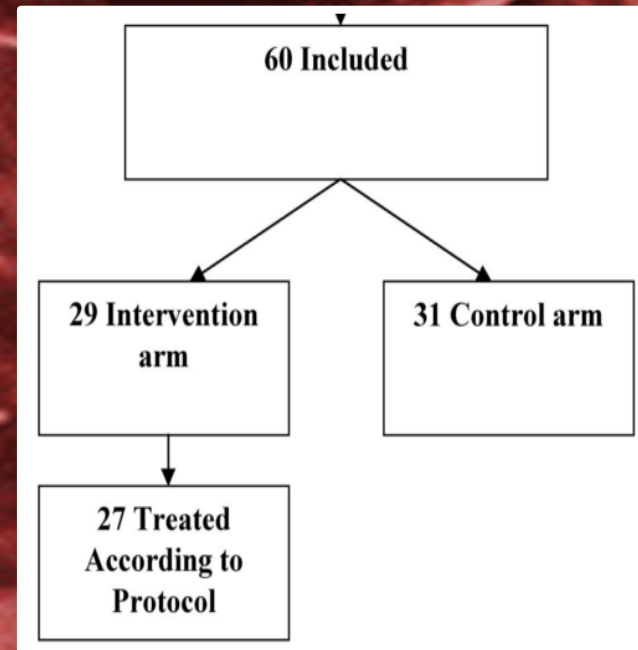 60 Included
29 Intervention
arm
31 Control arm
27 Treated
According to
Protocol